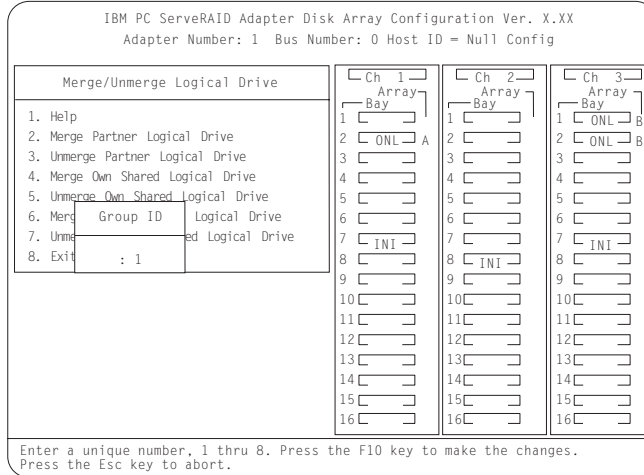 IBM PC ServeRAID Adapter Disk Array Configuration Ver. X.XX
Adapter Number: 1 Bus Number: 0 Host ID = Null Config
Merge/Unmerge Logical Drive
1. Help
2. Merge Partner Logical Drive
3. Unmerge Partner Logical Drive
4. Merge Own Shared Logical Drive
5. Unmerge Own Shared Logical Drive
6. Merg Logical Drive
7. Unme ed Logical Drive
8. Exit
Group ID
: 1
Ch 1
Array
Bay
1
2 ONL A
3
4
5
6
7 INI
8
9
10
11
12
13
14
15
16
Ch 2
Array
Bay
1
2
3
4
5
6
7
8 INI
9
10
11
12
13
14
15
16
Ch 3
Array
Bay
1 ONL B
2 ONL B
3
4
5
6
7 INI
8
9
10
11
12
13
14
15
16
Enter a unique number, 1 thru 8. Press the F10 key to make the changes.
Press the Esc key to abort.